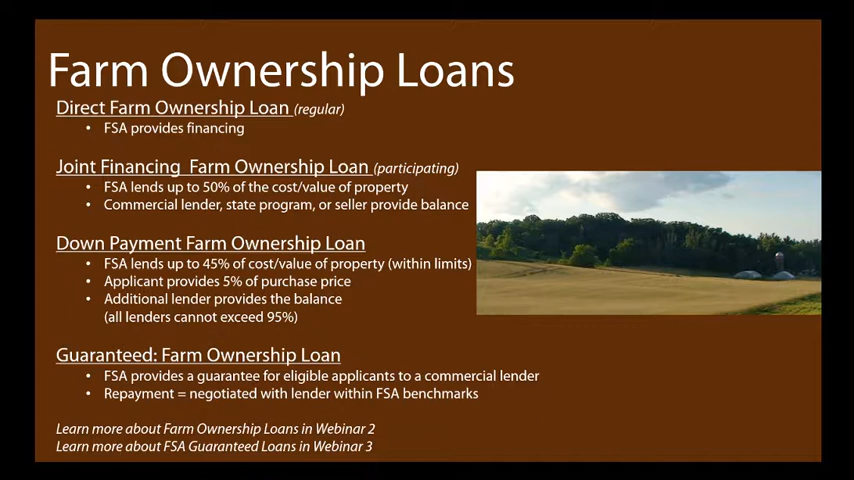 Farm Ownership Loans
Direct Farm Ownership Loan (regular)
• FSA provides financing
Joint Financing Farm Ownership Loan (participating)
• FSA lends up to 50% of the cost/value of property
• Commercial lender, state program, or seller provide balance
Down Payment Farm Ownership Loan
• FSA lends up to 45% of cost/value of property (within limits)
• Applicant provides 5% of purchase price
• Additional lender provides the balance
(all lenders cannot exceed 95%)
Guaranteed: Farm Ownership Loan
• FSA provides a guarantee for eligible applicants to a commercial lender
• Repayment = negotiated with lender within FSA benchmarks
Learn more about Farm Ownership Loans in Webinar 2
Learn more about FSA Guaranteed Loans in Webinar 3